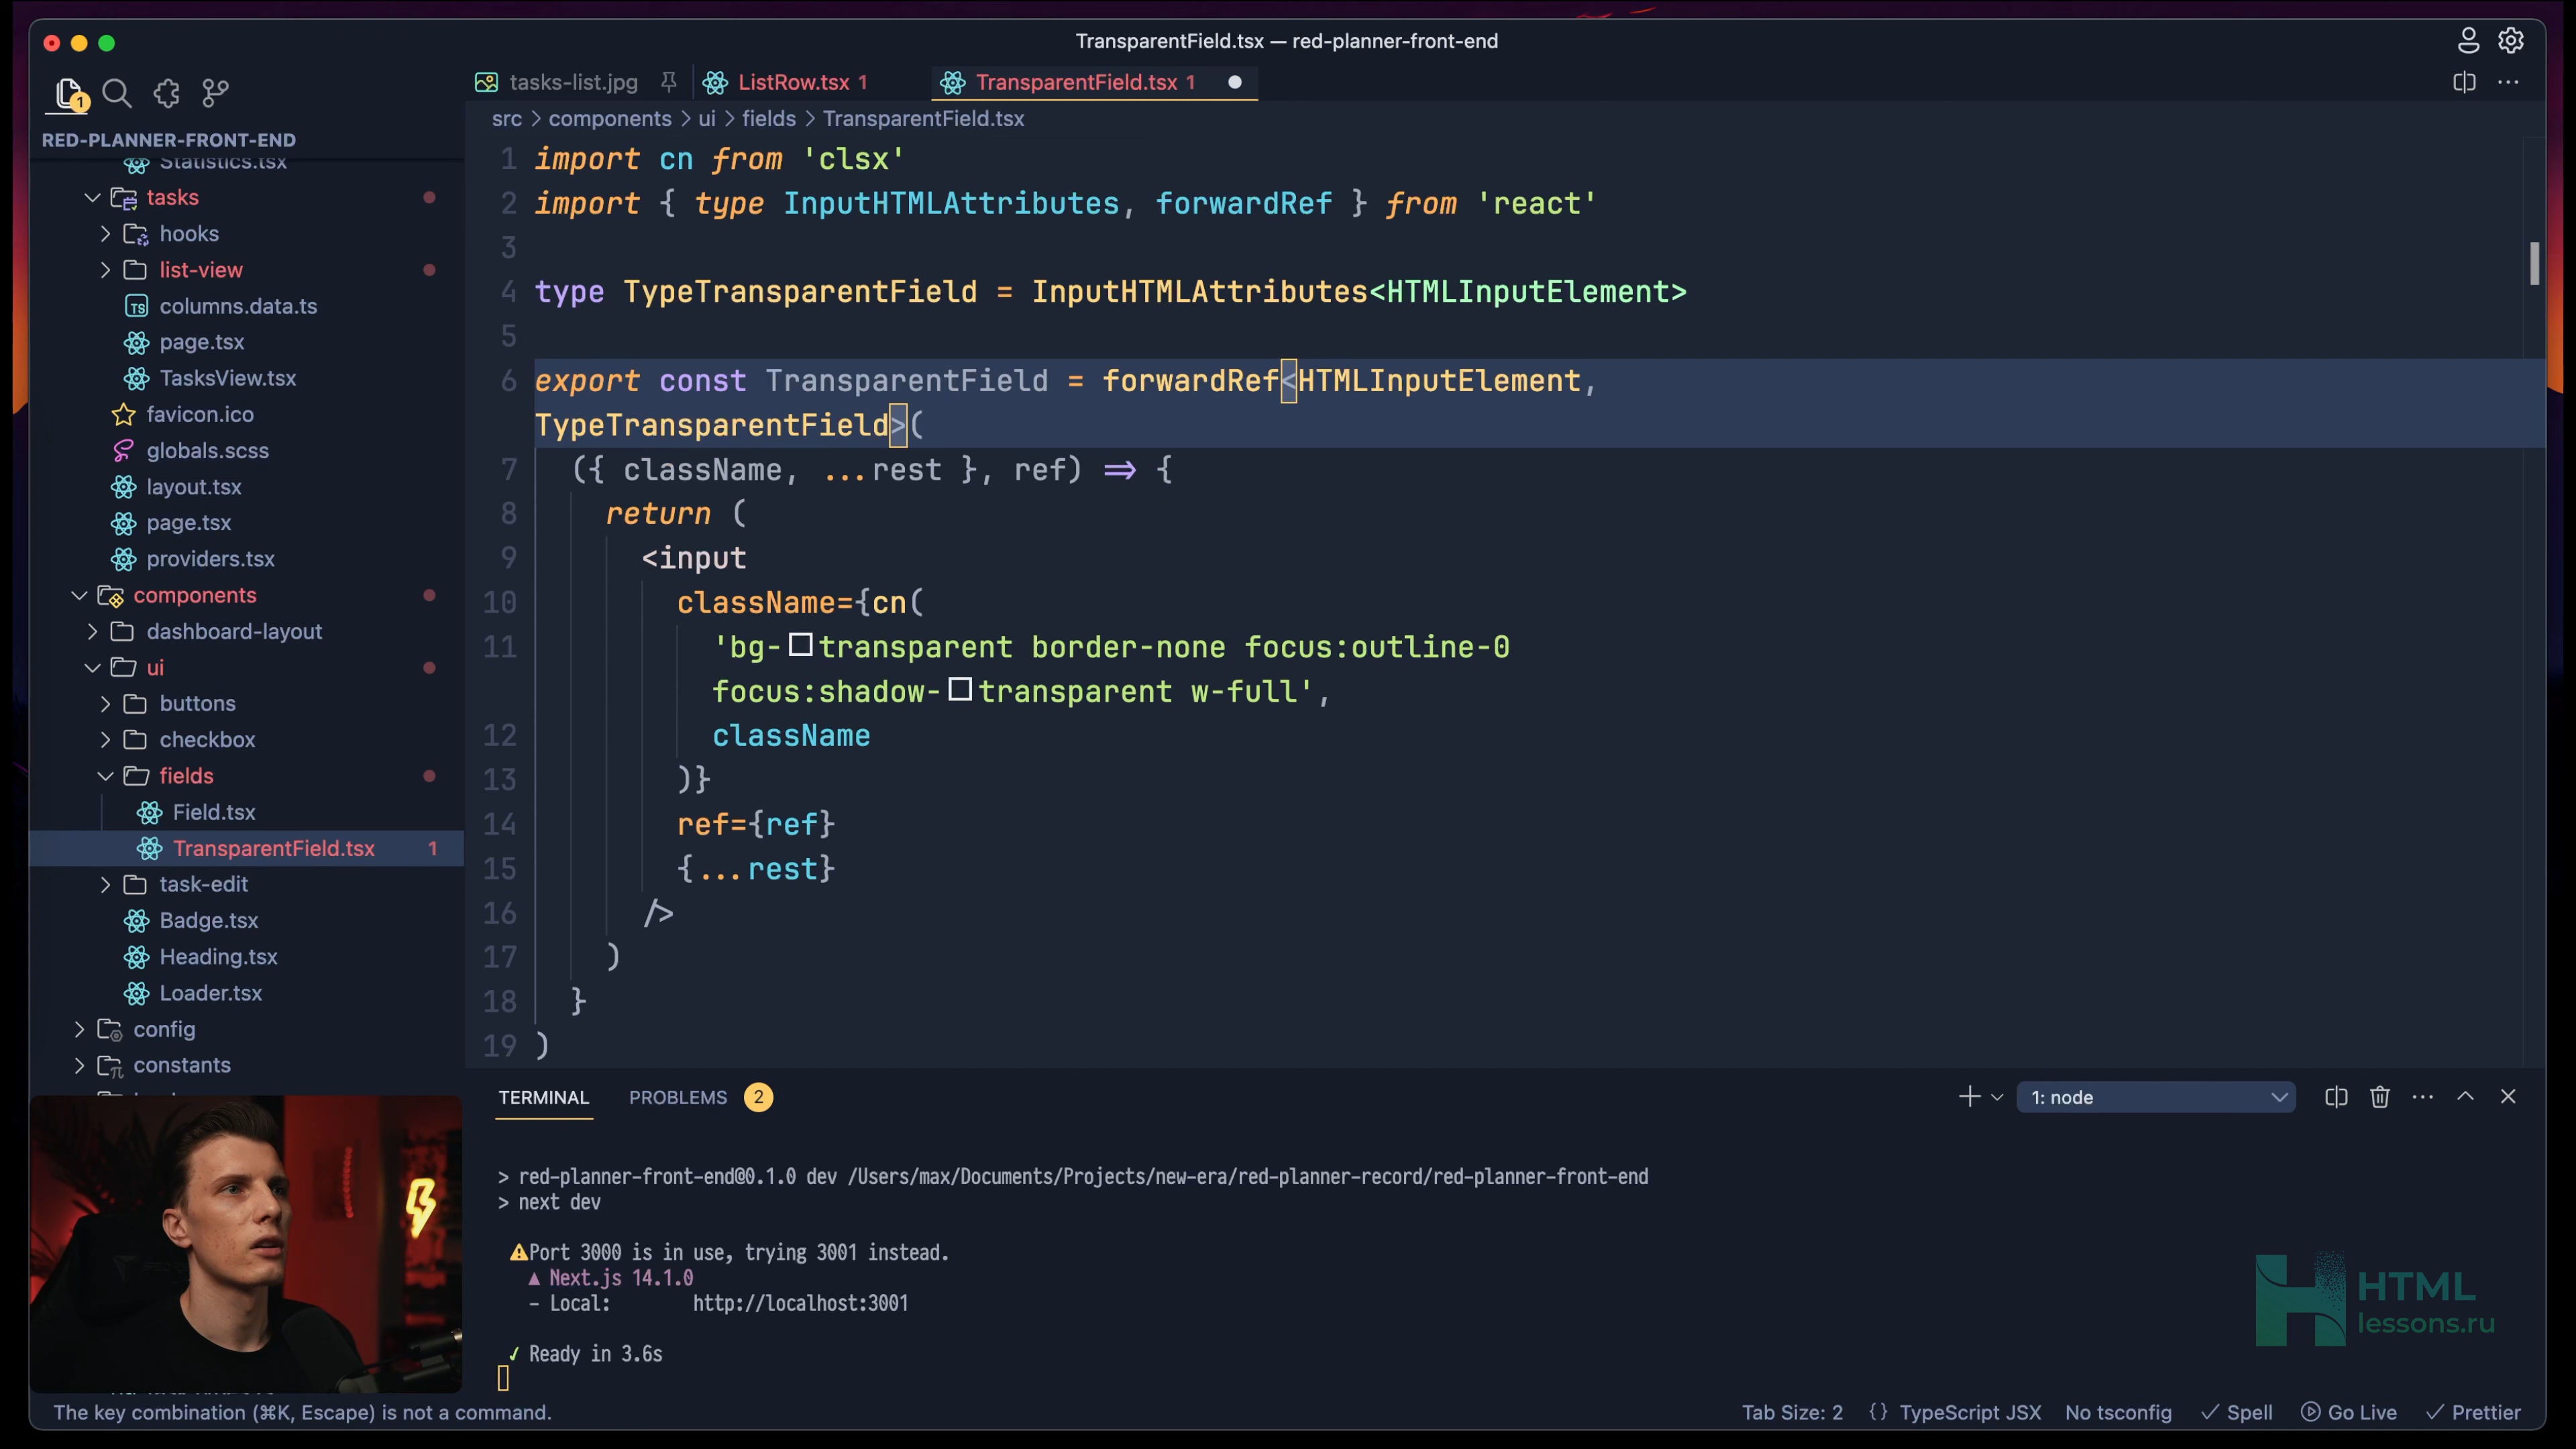 TransparentField.tsx — red-planner-front-end
1
tasks-list.jpg
ListRow.tsx 1
TransparentField.tsx 1
RED-PLANNER-FRONT-END
src > components > ui > fields > TransparentField.tsx
Statistics.tsx
tasks
hooks
list-view
TS columns.data.ts
page.tsx
TasksView.tsx
favicon.ico
globals.scss
layout.tsx
page.tsx
providers.tsx
components
dashboard-layout
ui
buttons
checkbox
fields
Field.tsx
TransparentField.tsx 1
task-edit
Badge.tsx
Heading.tsx
Loader.tsx
config
constants
1 import cn from 'clsx'
2 import { type InputHTMLAttributes, forwardRef } from 'react'
3
4 type TypeTransparentField = InputHTMLAttributes<HTMLInputElement>
5
6 export const TransparentField = forwardRef<HTMLInputElement,
TypeTransparentField>(
7 ({ className, ...rest }, ref) => {
8 return (
9 <input
10 className={cn(
11 'bg-transparent border-none focus:outline-0
focus:shadow-transparent w-full',
12 className
13 )}
14 ref={ref}
15 {...rest}
16 />
17 )
18 }
19 )
TERMINAL PROBLEMS 2
1: node
> red-planner-front-end@0.1.0 dev /Users/max/Documents/Projects/new-era/red-planner-record/red-planner-front-end
> next dev
⚠Port 3000 is in use, trying 3001 instead.
▲ Next.js 14.1.0
- Local: http://localhost:3001
✓ Ready in 3.6s
HTML
lessons.ru
The key combination (⌘K, Escape) is not a command.
Tab Size: 2 {} TypeScript JSX No tsconfig ✓ Spell Go Live ✓ Prettier